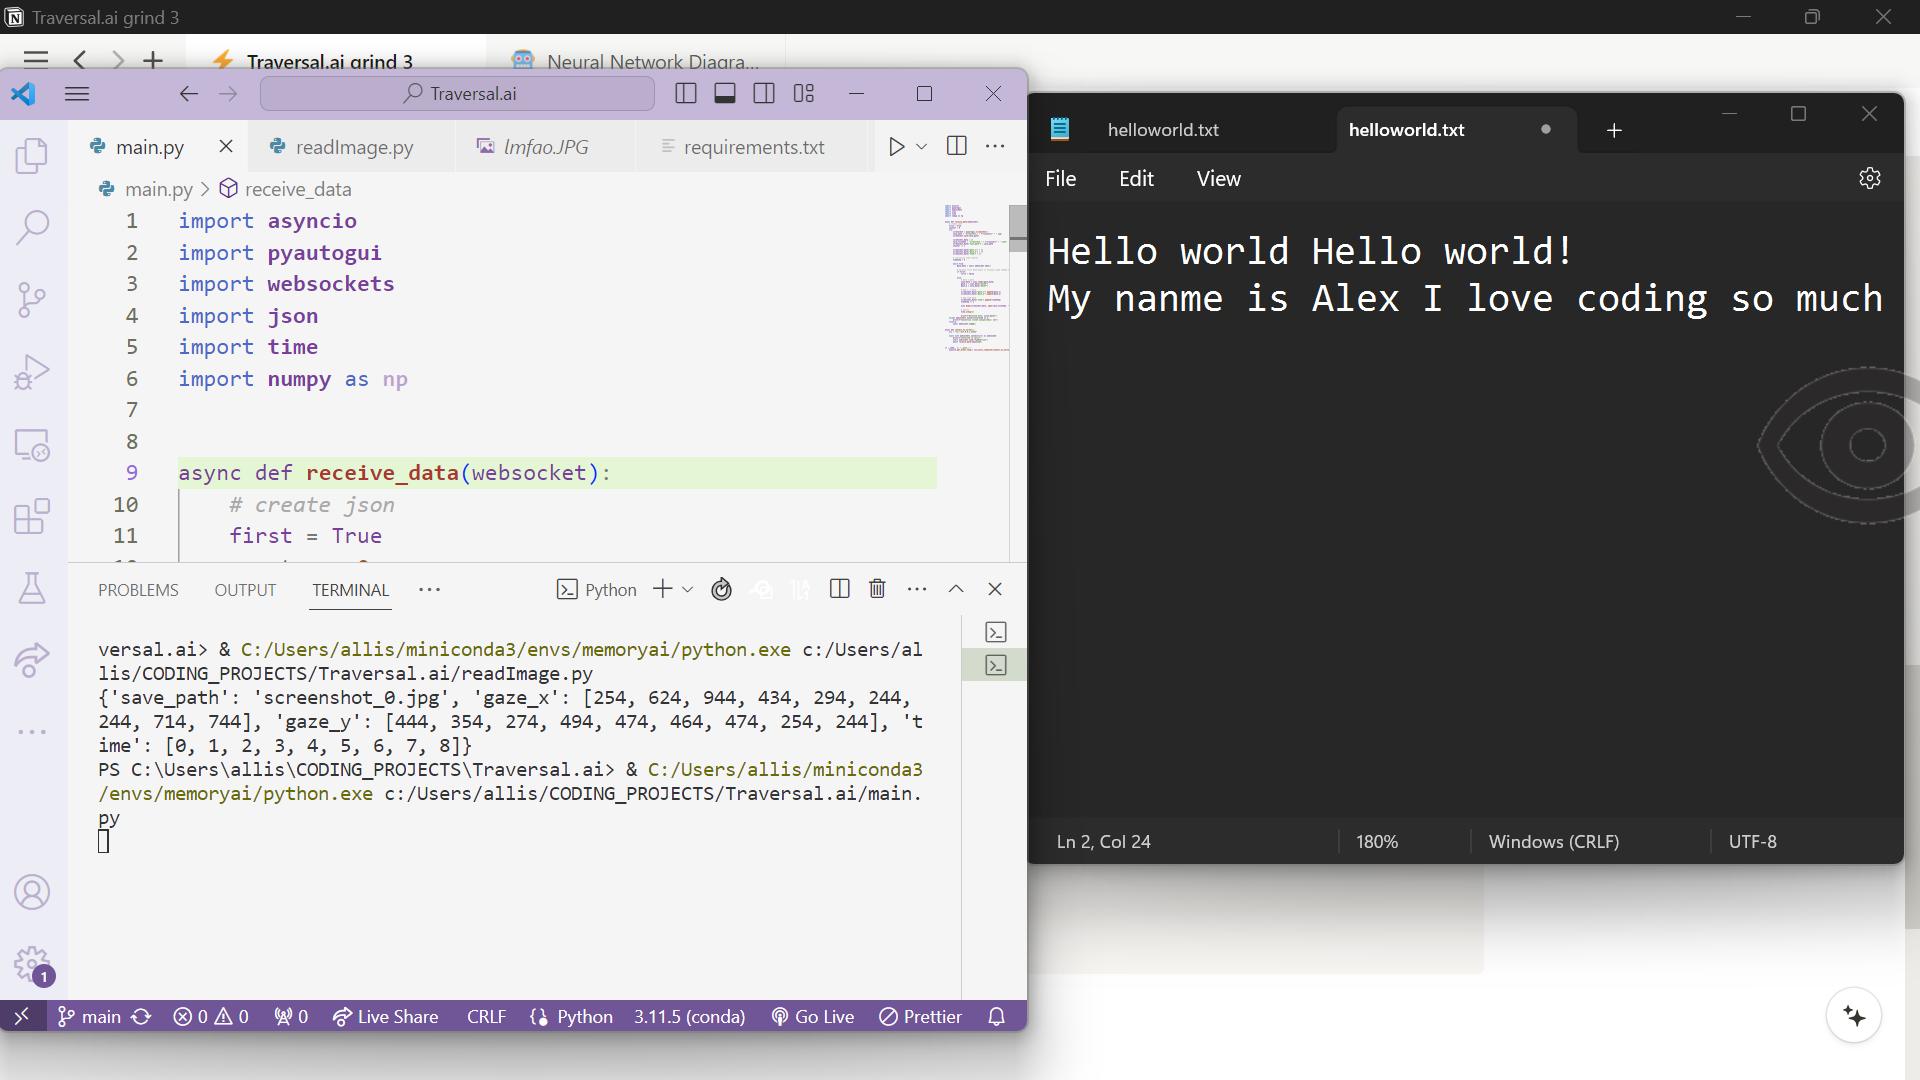 Traversal.ai grind 3
Traversal.ai grind 3
Neural Network Diagra...
Traversal.ai
main.py
readImage.py
lmfao.JPG
requirements.txt
main.py > receive_data
1 import asyncio
2 import pyautogui
3 import websockets
4 import json
5 import time
6 import numpy as np
7
8
9 async def receive_data(websocket):
10 # create json
11 first = True
PROBLEMS OUTPUT TERMINAL ... Python
versal.ai> & C:/Users/allis/miniconda3/envs/memoryai/python.exe c:/Users/al
lis/CODING_PROJECTS/Traversal.ai/readImage.py
{'save_path': 'screenshot_0.jpg', 'gaze_x': [254, 624, 944, 434, 294, 244,
244, 714, 744], 'gaze_y': [444, 354, 274, 494, 474, 464, 474, 254, 244], 't
ime': [0, 1, 2, 3, 4, 5, 6, 7, 8]}
PS C:\Users\allis\CODING_PROJECTS\Traversal.ai> & C:/Users/allis/miniconda3
/envs/memoryai/python.exe c:/Users/allis/CODING_PROJECTS/Traversal.ai/main.
py
1
main 0 0 0 Live Share CRLF Python 3.11.5 (conda) Go Live Prettier
helloworld.txt
helloworld.txt
File Edit View
Hello world Hello world!
My nanme is Alex I love coding so much
Ln 2, Col 24 180% Windows (CRLF) UTF-8